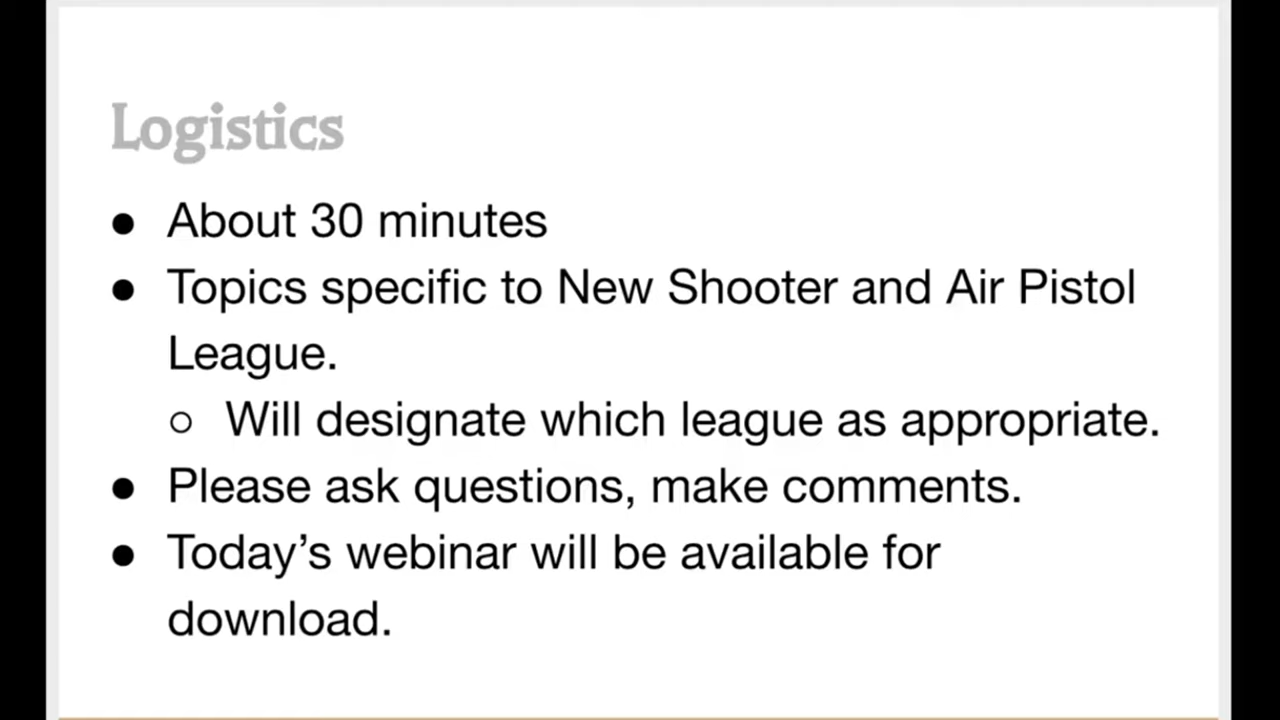 Logistics
● About 30 minutes
● Topics specific to New Shooter and Air Pistol
League.
○ Will designate which league as appropriate.
● Please ask questions, make comments.
● Today’s webinar will be available for
download.